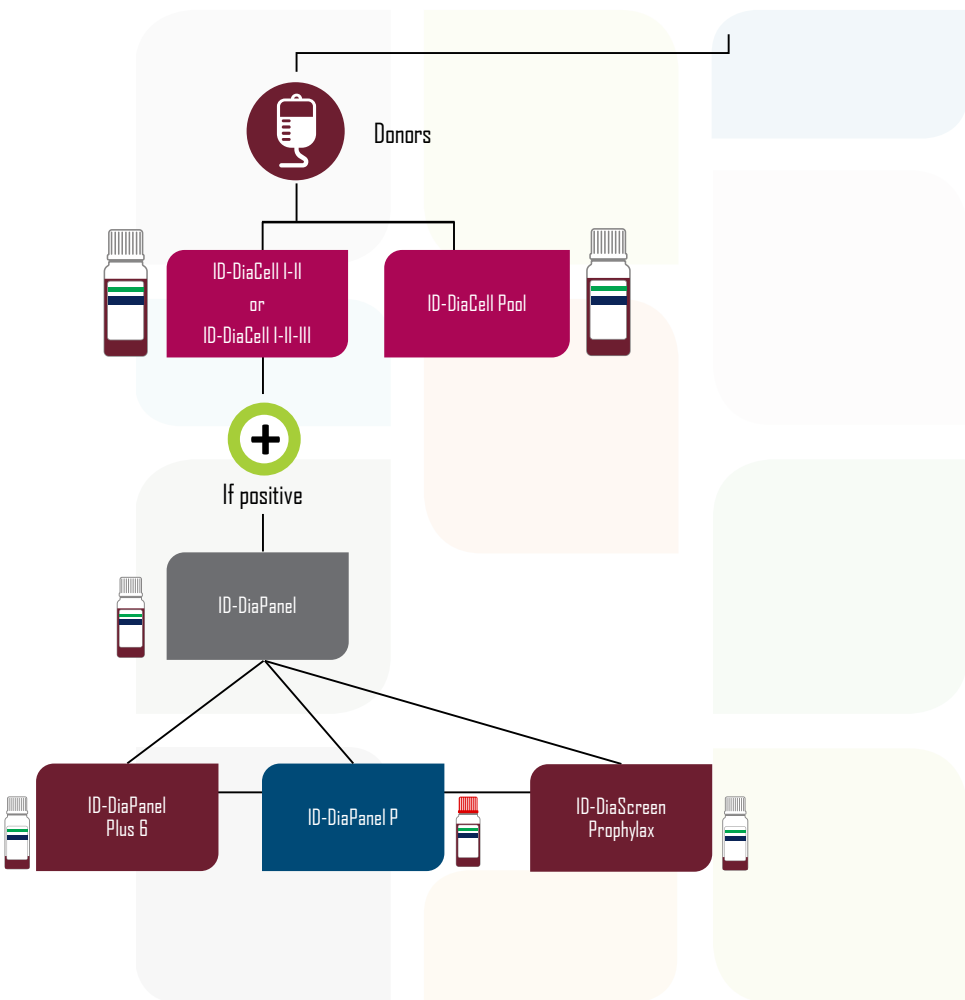 Donors
ID-DiaCell I-II
or
ID-DiaCell I-II-III
ID-DiaCell Pool
If positive
ID-DiaPanel
ID-DiaPanel
Plus 6
ID-DiaPanel P
ID-DiaScreen
Prophylax